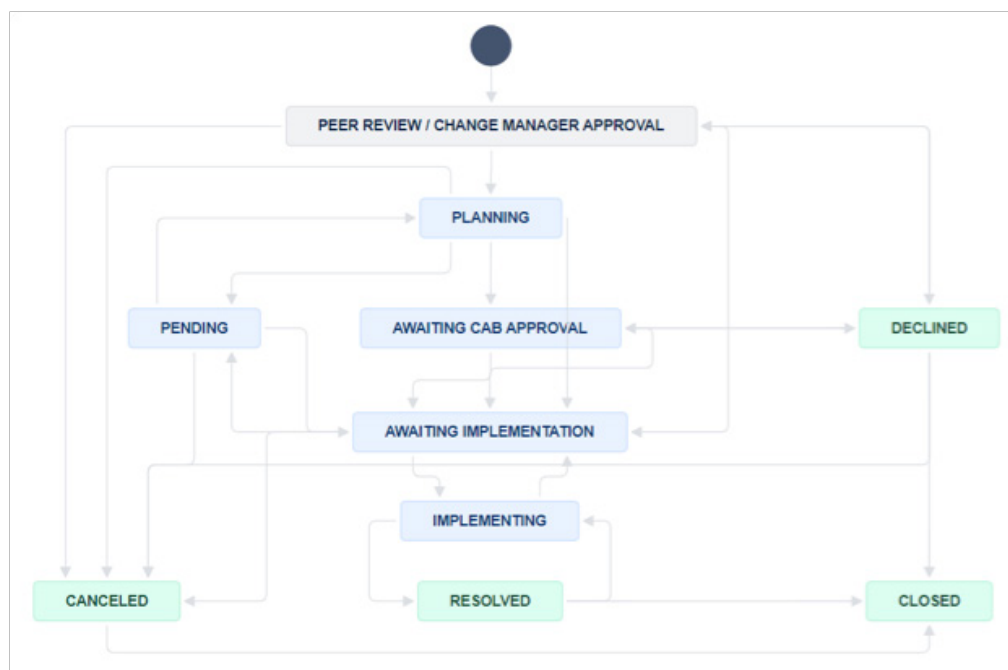 PEER REVIEW / CHANGE MANAGER APPROVAL
PLANNING
PENDING
AWAITING CAB APPROVAL
DECLINED
AWAITING IMPLEMENTATION
IMPLEMENTING
CANCELED
RESOLVED
CLOSED